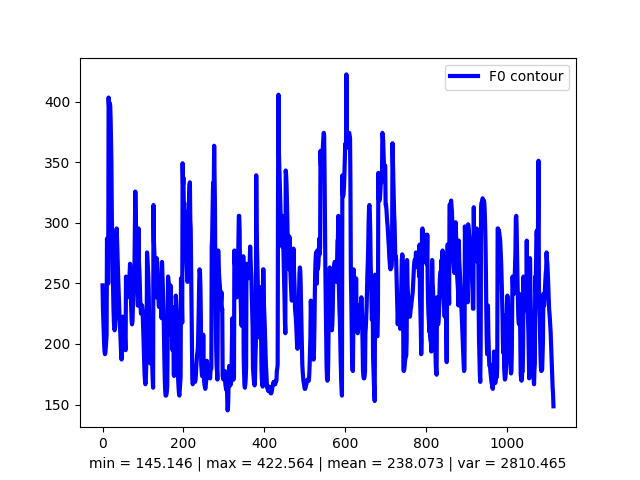 F0 contour
400
350
300
250
200
150
0 200 400 600 800 1000
min = 145.146 | max = 422.564 | mean = 238.073 | var = 2810.465